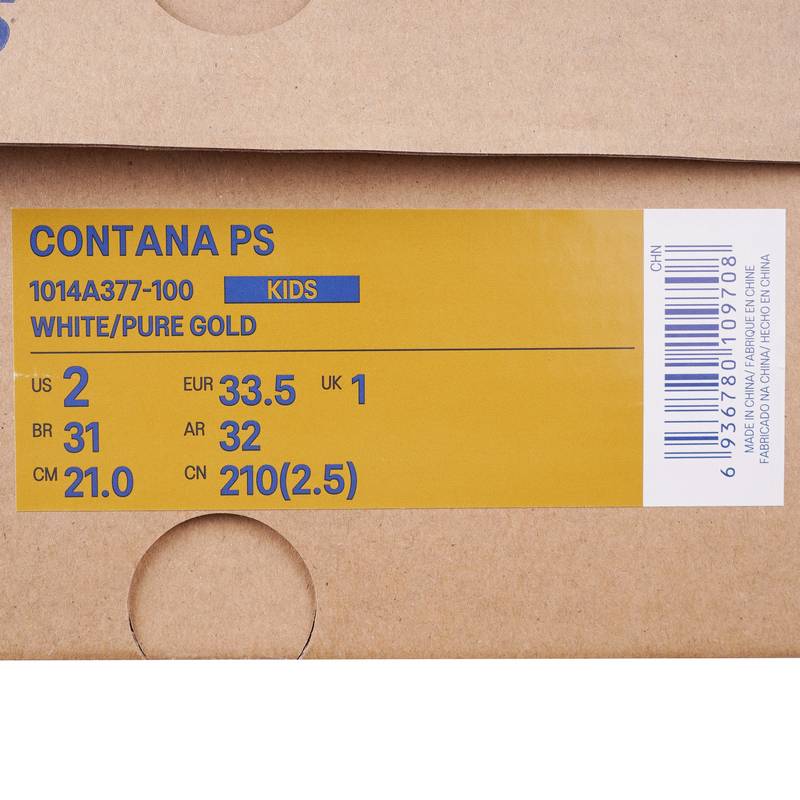 CONTANA PS
1014A377-100 KIDS
WHITE/PURE GOLD
US 2 EUR 33.5 UK 1
BR 31 AR 32
CM 21.0 CN 210(2.5)
CHN
6 936780 109708
MADE IN CHINA/ FABRIQUE EN CHINE
FABRICADO NA CHINA/ HECHO EN CHINA